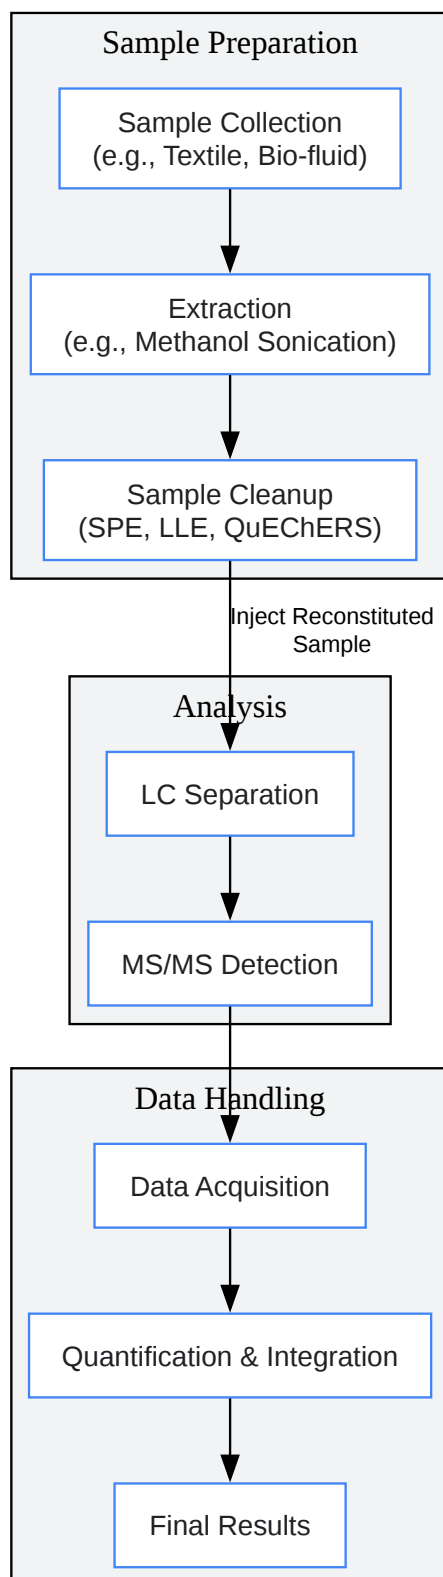 Sample Preparation
Sample Collection
(e.g., Textile, Bio-fluid)
Extraction
(e.g., Methanol Sonication)
Sample Cleanup
(SPE, LLE, QuEChERS)
Inject Reconstituted
Sample
Analysis
LC Separation
MS/MS Detection
Data Handling
Data Acquisition
Quantification & Integration
Final Results